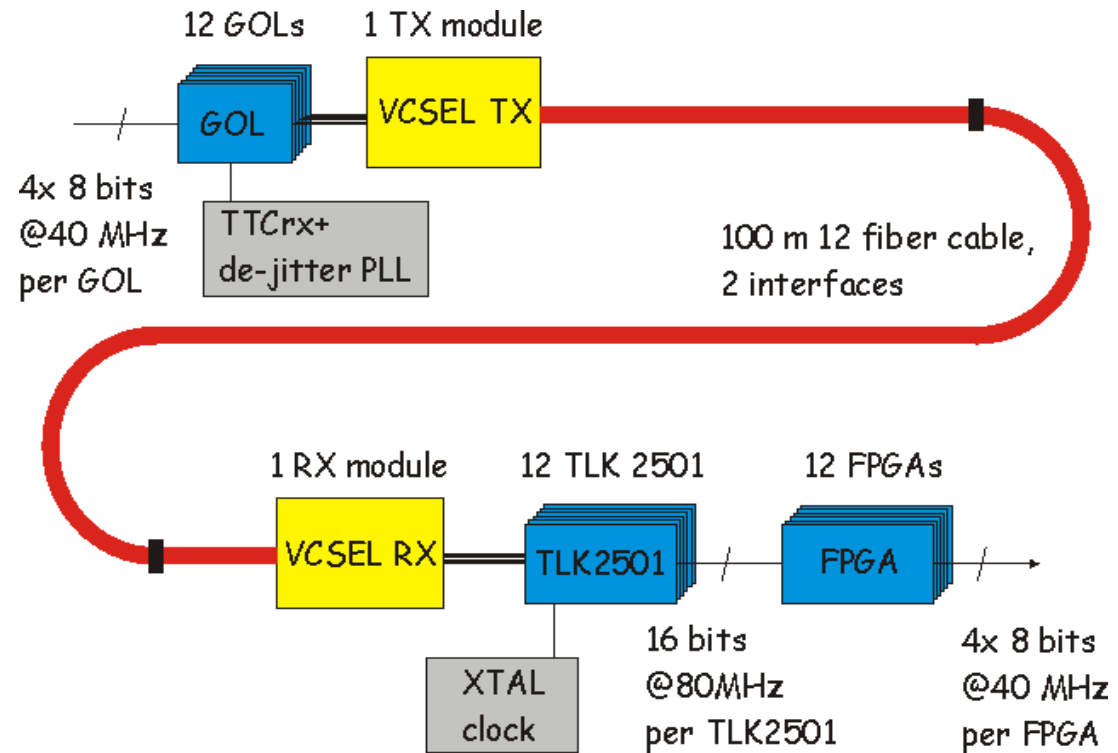 12 GOLs
1 TX module
GOL
VCSEL TX
4x 8 bits
@40 MHz
per GOL
TTCrx+
de-jitter PLL
100 m 12 fiber cable,
2 interfaces
1 RX module
12 TLK 2501
12 FPGAs
VCSEL RX
TLK2501
FPGA
XTAL
clock
16 bits
@80MHz
per TLK2501
4x 8 bits
@40 MHz
per FPGA